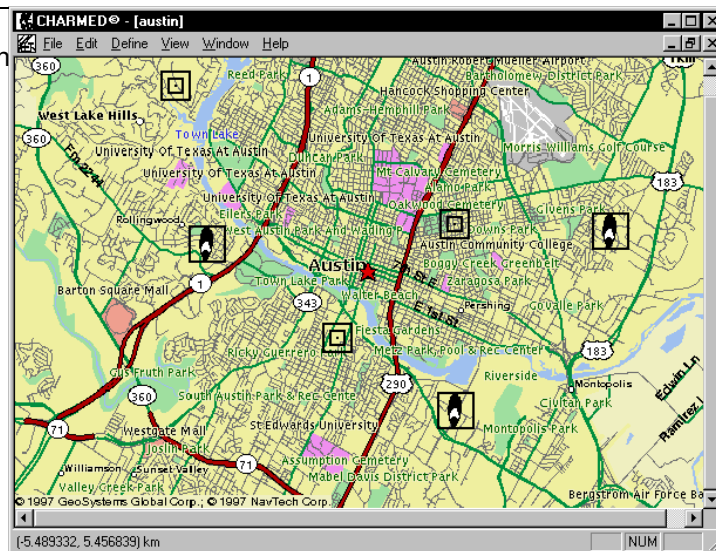 CHARMED® - [austin]
File Edit Define View Window Help
1km
360
Reed Park
1
Austin Robert Mueller Airport
Bartholomew District Park
Hancock Shopping Center
West Lake Hills
Adams-Hemphill Park
Town Lake
University Of Texas At Austin
Morris Williams Golf Course
360
University Of Texas At Austin
Duncan Park
Fm 2244
University Of Texas At Austin
Mt Calvary Cemetery
183
Alamo Park
University Of Texas At Austin
Oakwood Cemetery
Givens Park
Rollingwood
Eilers Park
West Austin Park And Wading P
Downs Park
Austin Community College
Austin
Boggy Creek Greenbelt
7th St E
Zaragosa Park
1
Town Lake Park
Barton Square Mall
343
Walter Beach
Pershing
Govalle Park
E 1st St
Fiesta Gardens
Ricky Guerrero
Metz Park, Pool & Rec Center
183
Gus Fruth Park
Riverside
290
Montopolis
Edwin Ln
360
South Austin Park & Rec Cente
Civitan Park
71
Westgate Mall
St Edwards University
Montopolis Park
Ramirez
Joslin Park
Williamson
Sunset Valley
71
Assumption Cemetery
Valley Creek Park
Mabel Davis District Park
© 1997 GeoSystems Global Corp.; © 1997 NavTech Corp
Bergstrom Air Force Ba
(-5.489332, 5.456839) km
NUM